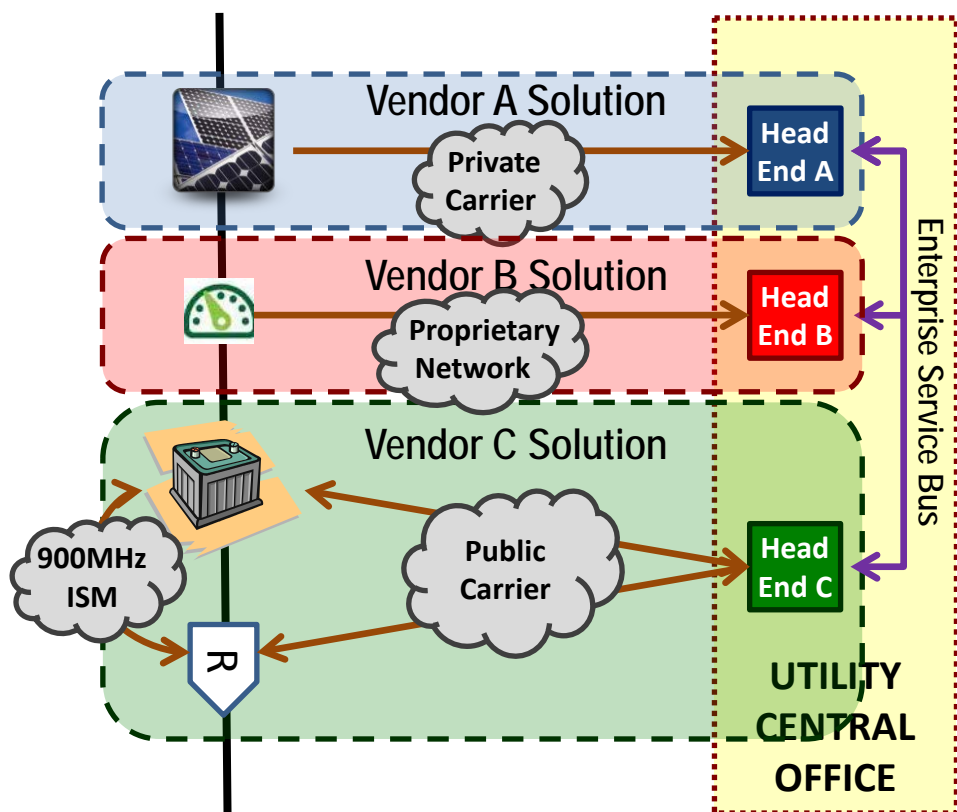 Vendor A Solution
Private
Carrier
Head
End A
Vendor B Solution
Proprietary
Network
Head
End B
Enterprise Service Bus
Vendor C Solution
900MHz
ISM
Public
Carrier
Head
End C
R
UTILITY
CENTRAL
OFFICE